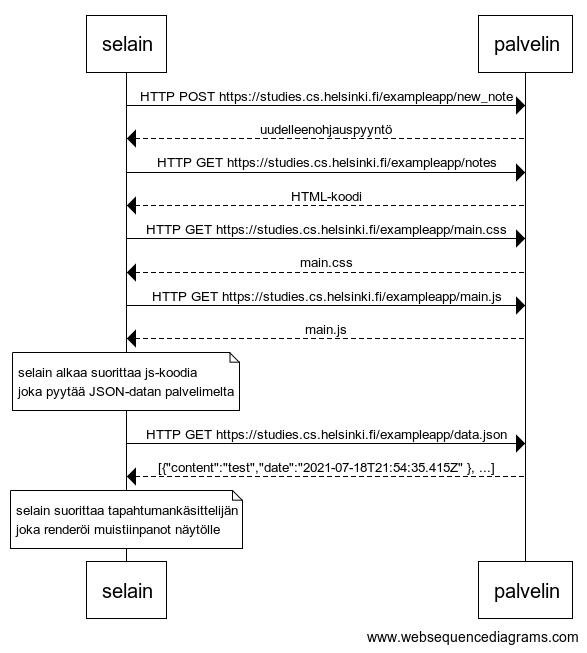 selain palvelin
HTTP POST https://studies.cs.helsinki.fi/exampleapp/new_note
uudelleenohjauspyyntö
HTTP GET https://studies.cs.helsinki.fi/exampleapp/notes
HTML-koodi
HTTP GET https://studies.cs.helsinki.fi/exampleapp/main.css
main.css
HTTP GET https://studies.cs.helsinki.fi/exampleapp/main.js
main.js
selain alkaa suorittaa js-koodia
joka pyytää JSON-datan palvelimelta
HTTP GET https://studies.cs.helsinki.fi/exampleapp/data.json
[{"content":"test","date":"2021-07-18T21:54:35.415Z" }, ...]
selain suorittaa tapahtumankäsittelijän
joka renderöi muistiinpanot näytölle
selain palvelin
www.websequencediagrams.com